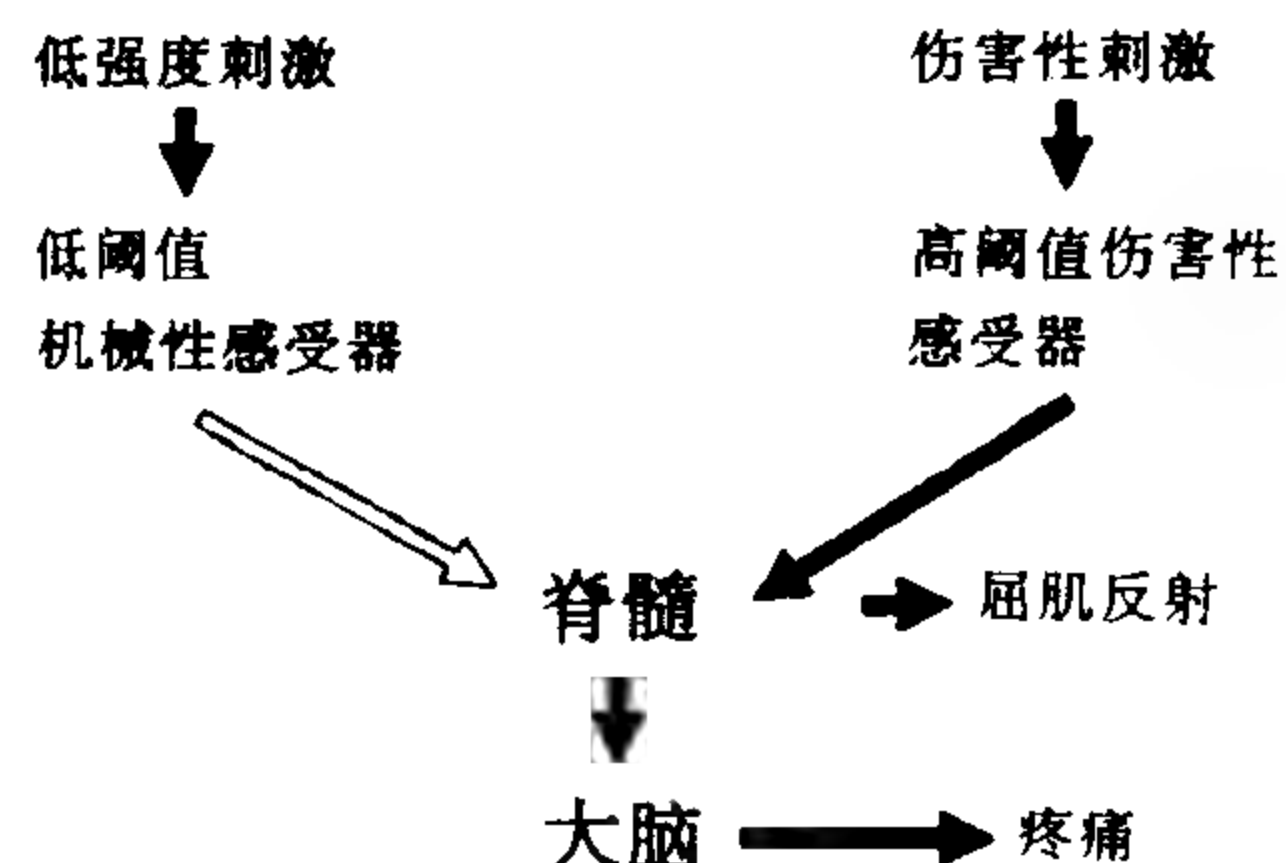 低强度刺激
伤害性刺激
低阈值
机械性感受器
高阈值伤害性
感受器
脊髓
屈肌反射
大脑
疼痛